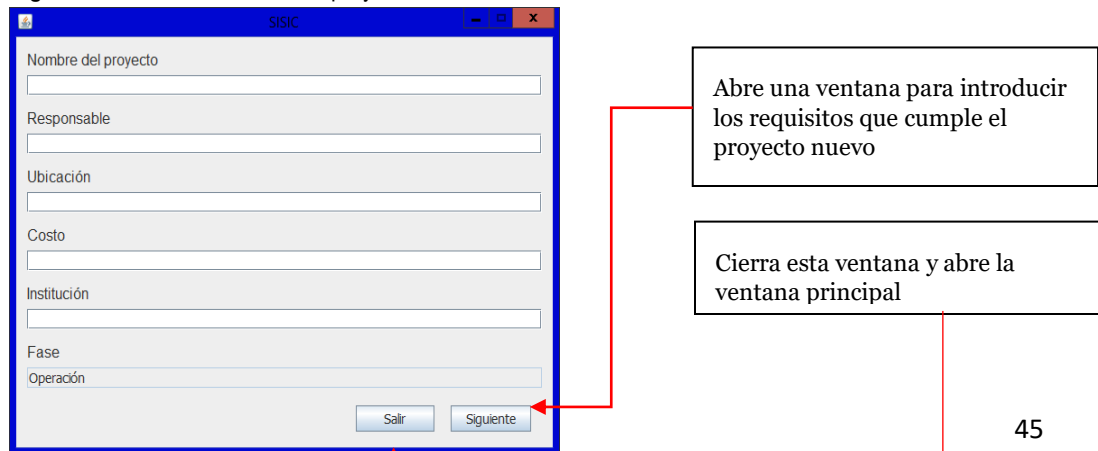 SISIC
Nombre del proyecto
Responsable
Ubicación
Costo
Institución
Fase
Operación
Salir Siguiente
Abre una ventana para introducir
los requisitos que cumple el
proyecto nuevo
Cierra esta ventana y abre la
ventana principal
45